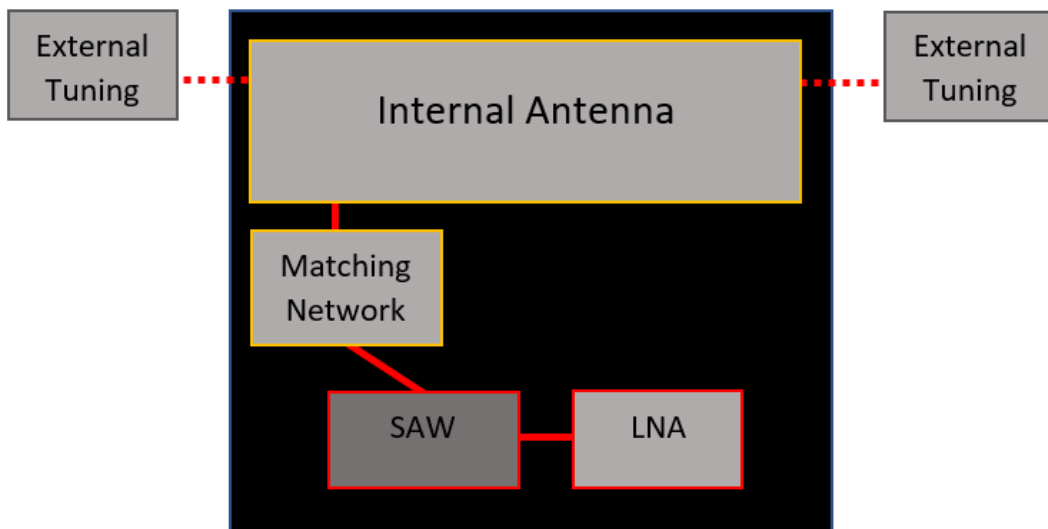 External
Tuning
Internal Antenna
External
Tuning
Matching
Network
SAW
LNA